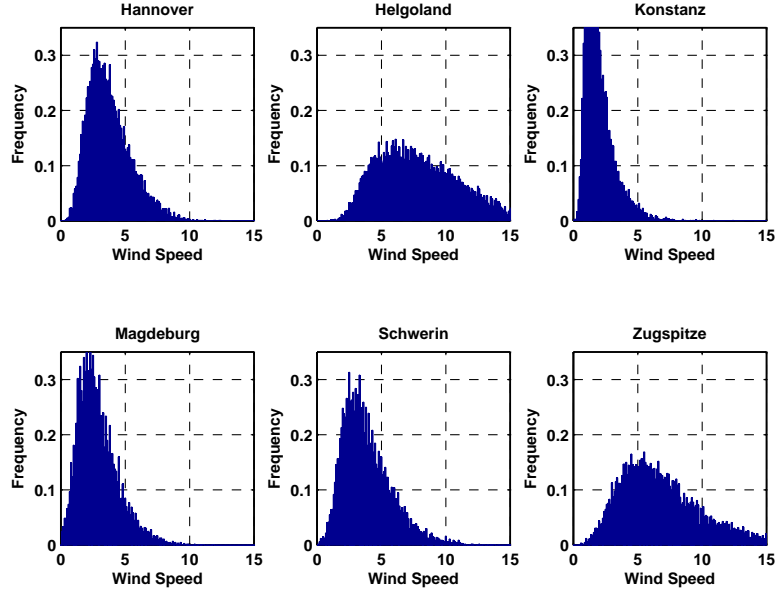 Hannover
0.3
0.2
0.1
0
Frequency
0 5 10 15
Wind Speed
Helgoland
0.3
0.2
0.1
0
Frequency
0 5 10 15
Wind Speed
Konstanz
0.3
0.2
0.1
0
Frequency
0 5 10 15
Wind Speed
Magdeburg
0.3
0.2
0.1
0
Frequency
0 5 10 15
Wind Speed
Schwerin
0.3
0.2
0.1
0
Frequency
0 5 10 15
Wind Speed
Zugspitze
0.3
0.2
0.1
0
Frequency
0 5 10 15
Wind Speed